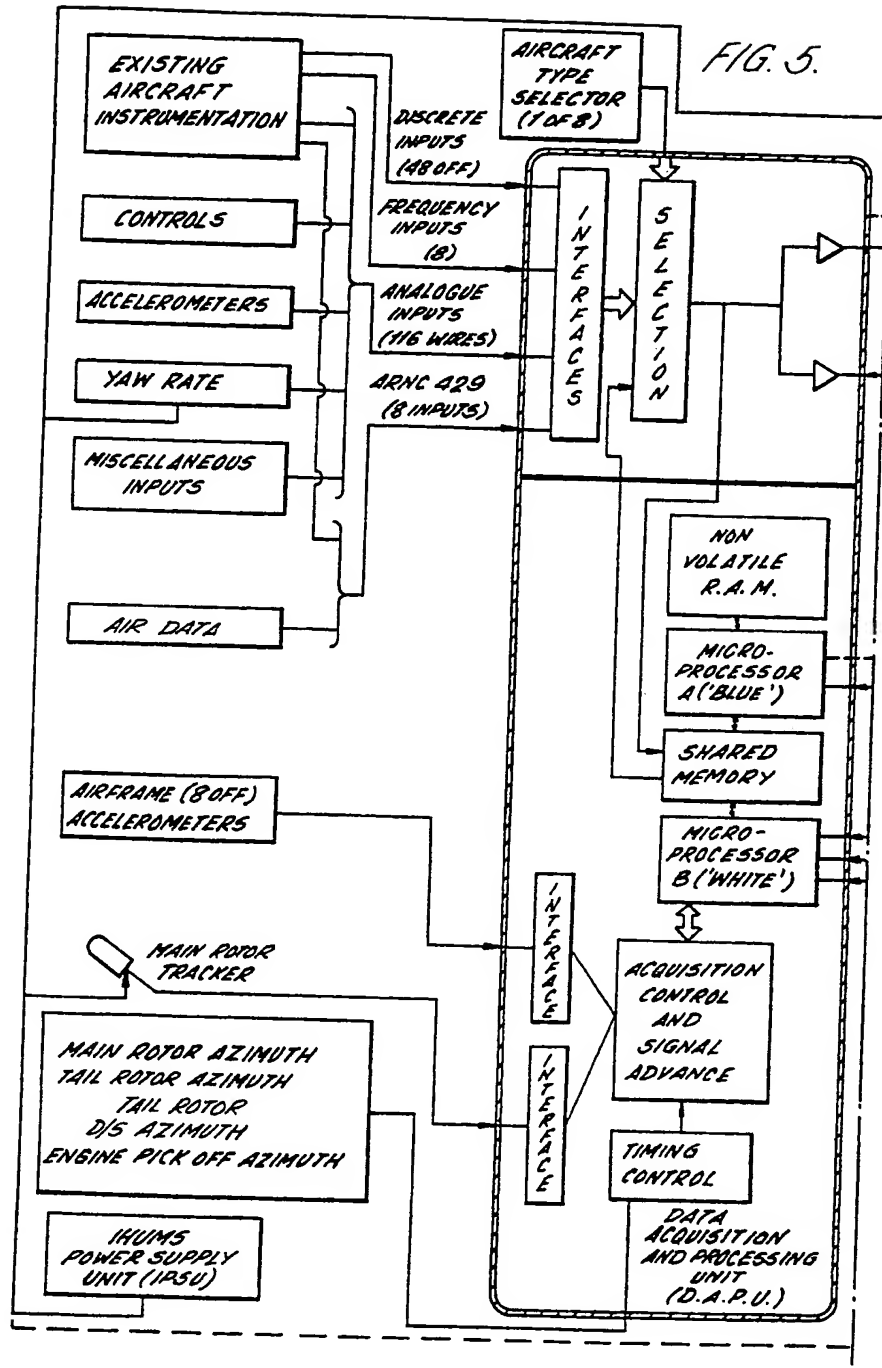 FIG. 5.
EXISTING
AIRCRAFT
INSTRUMENTATION
AIRCRAFT
TYPE
SELECTOR
(1 OF 8)
DISCRETE
INPUTS
(48 OFF)
FREQUENCY
INPUTS
(8)
ANALOGUE
INPUTS
(116 WIRES)
ARNC 429
(8 INPUTS)
CONTROLS
ACCELEROMETERS
YAW RATE
MISCELLANEOUS
INPUTS
AIR DATA
INTERFACES
SELECTION
NON
VOLATILE
R.A.M.
MICRO-
PROCESSOR
A ('BLUE')
SHARED
MEMORY
MICRO-
PROCESSOR
B ('WHITE')
AIRFRAME (8 OFF)
ACCELEROMETERS
MAIN ROTOR
TRACKER
INTERFACE
INTERFACE
ACQUISITION
CONTROL
AND
SIGNAL
ADVANCE
MAIN ROTOR AZIMUTH
TAIL ROTOR AZIMUTH
TAIL ROTOR
D/S AZIMUTH
ENGINE PICK OFF AZIMUTH
TIMING
CONTROL
IHUMS
POWER SUPPLY
UNIT (IPSU)
DATA
ACQUISITION
AND PROCESSING
UNIT
(D.A.P.U.)